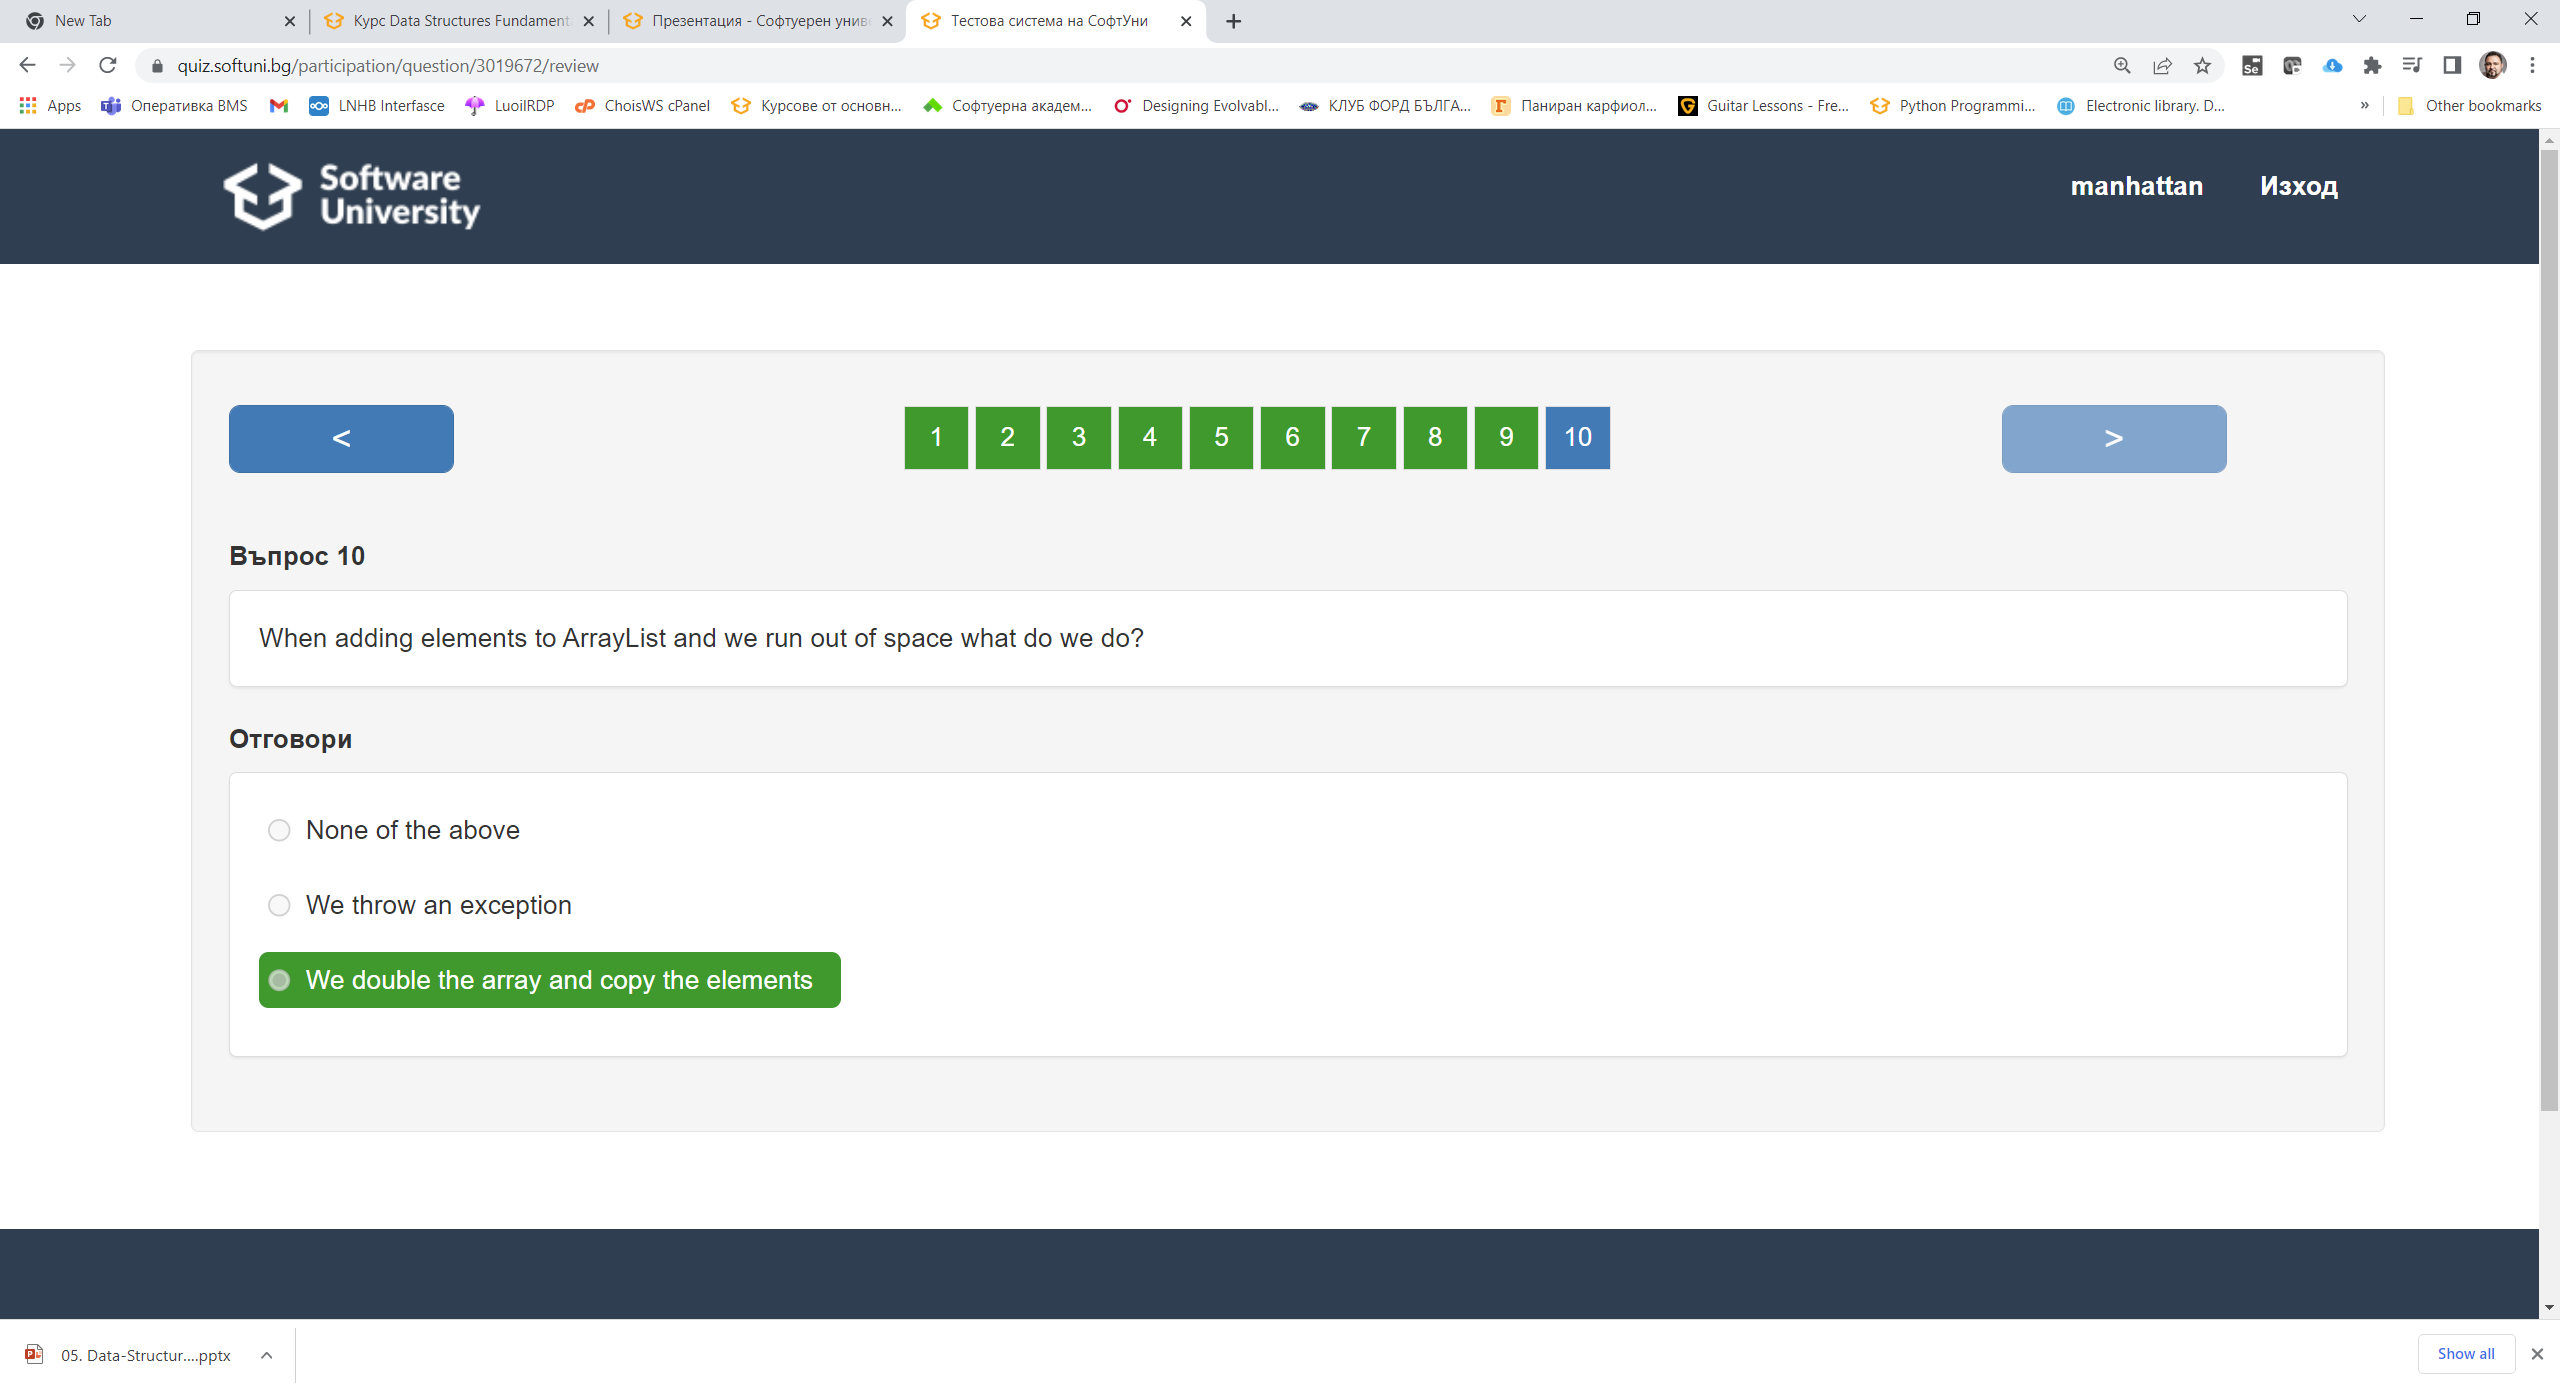 New Tab
Курс Data Structures Fundament
Презентация - Софтуерен униве
Тестова система на СофтУни
quiz.softuni.bg/participation/question/3019672/review
Apps
Оперативка BMS
LNHB Interfasce
LuoilRDP
ChoisWS cPanel
Курсове от основн...
Софтуерна академ...
Designing Evolvabl...
КЛУБ ФОРД БЪЛГА...
Паниран карфиол...
Guitar Lessons - Fre...
Python Programmi...
Electronic library. D...
»
Other bookmarks
Software
University
manhattan
Изход
<
1 2 3 4 5 6 7 8 9 10
>
Въпрос 10
When adding elements to ArrayList and we run out of space what do we do?
Отговори
None of the above
We throw an exception
We double the array and copy the elements
05. Data-Structur....pptx
Show all